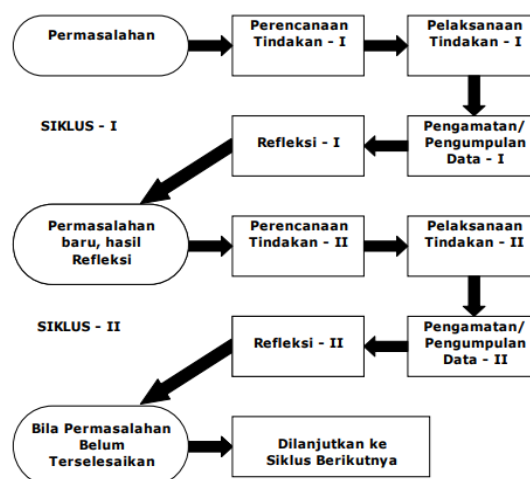 Permasalahan
Perencanaan
Tindakan - I
Pelaksanaan
Tindakan - I
SIKLUS - I
Refleksi - I
Pengamatan/
Pengumpulan
Data - I
Permasalahan
baru, hasil
Refleksi
Perencanaan
Tindakan - II
Pelaksanaan
Tindakan - II
SIKLUS - II
Refleksi - II
Pengamatan/
Pengumpulan
Data - II
Bila Permasalahan
Belum
Terselesaikan
Dilanjutkan ke
Siklus Berikutnya